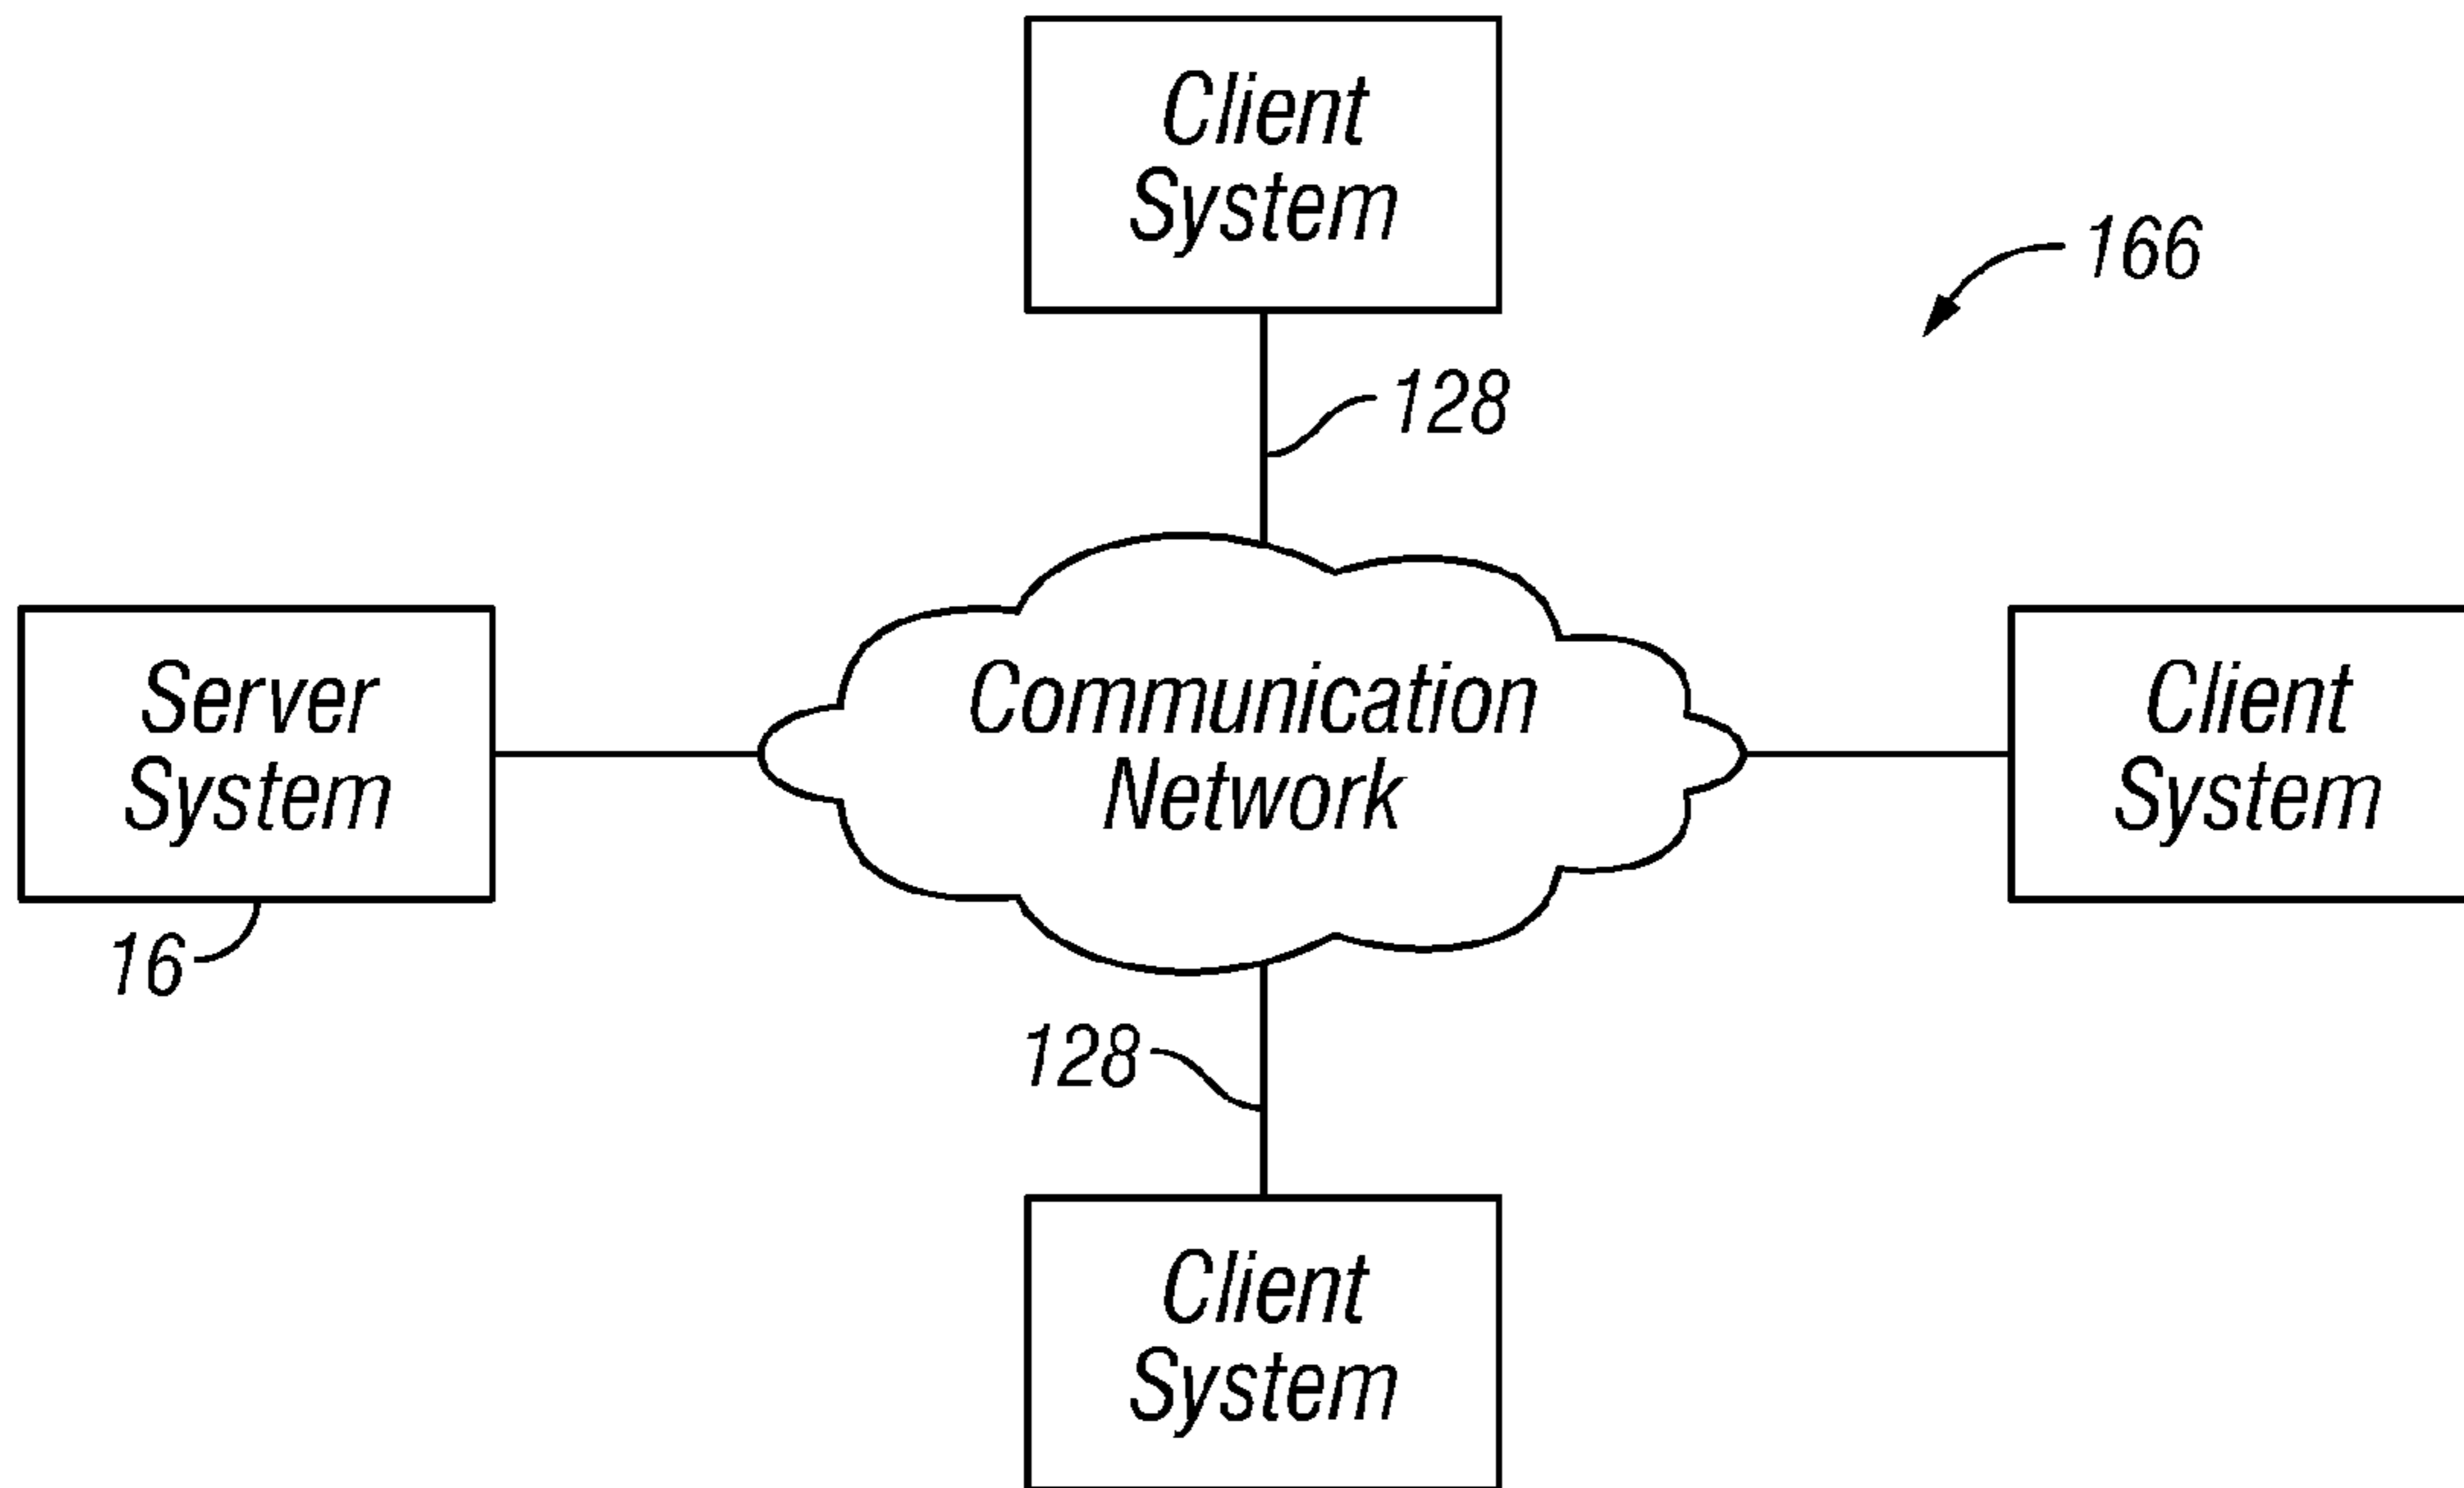 Client
System
166
128
Server
System
Communication
Network
Client
System
16
128
Client
System